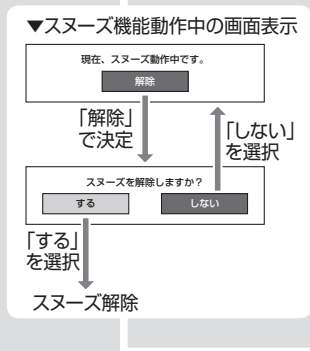 ▼スヌーズ機能動作中の画面表示
現在、スヌーズ動作中です。
解除
「解除」
で決定
「しない」
を選択
スヌーズを解除しますか？
する
しない
「する」
を選択
スヌーズ解除